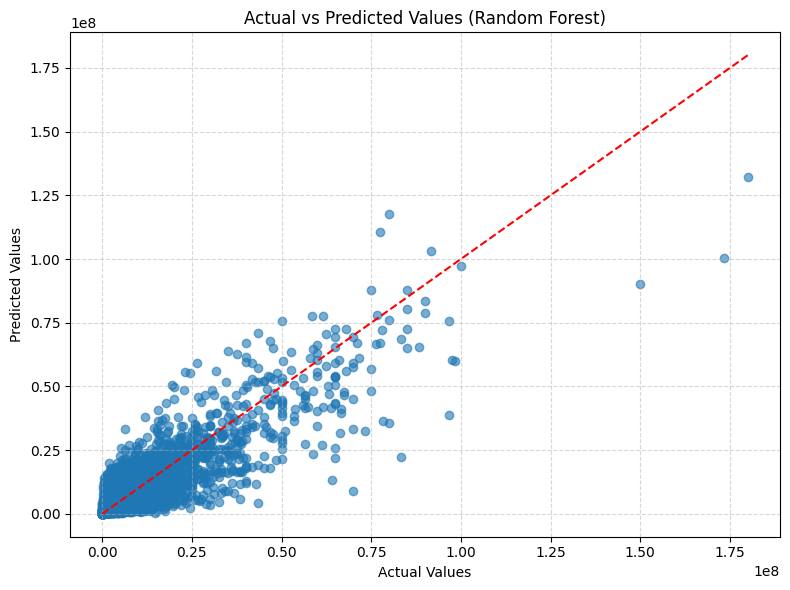 Actual vs Predicted Values (Random Forest)
1e8
1.75
1.50
1.25
1.00
0.75
0.50
0.25
0.00
Predicted Values
0.00 0.25 0.50 0.75 1.00 1.25 1.50 1.75
1e8
Actual Values